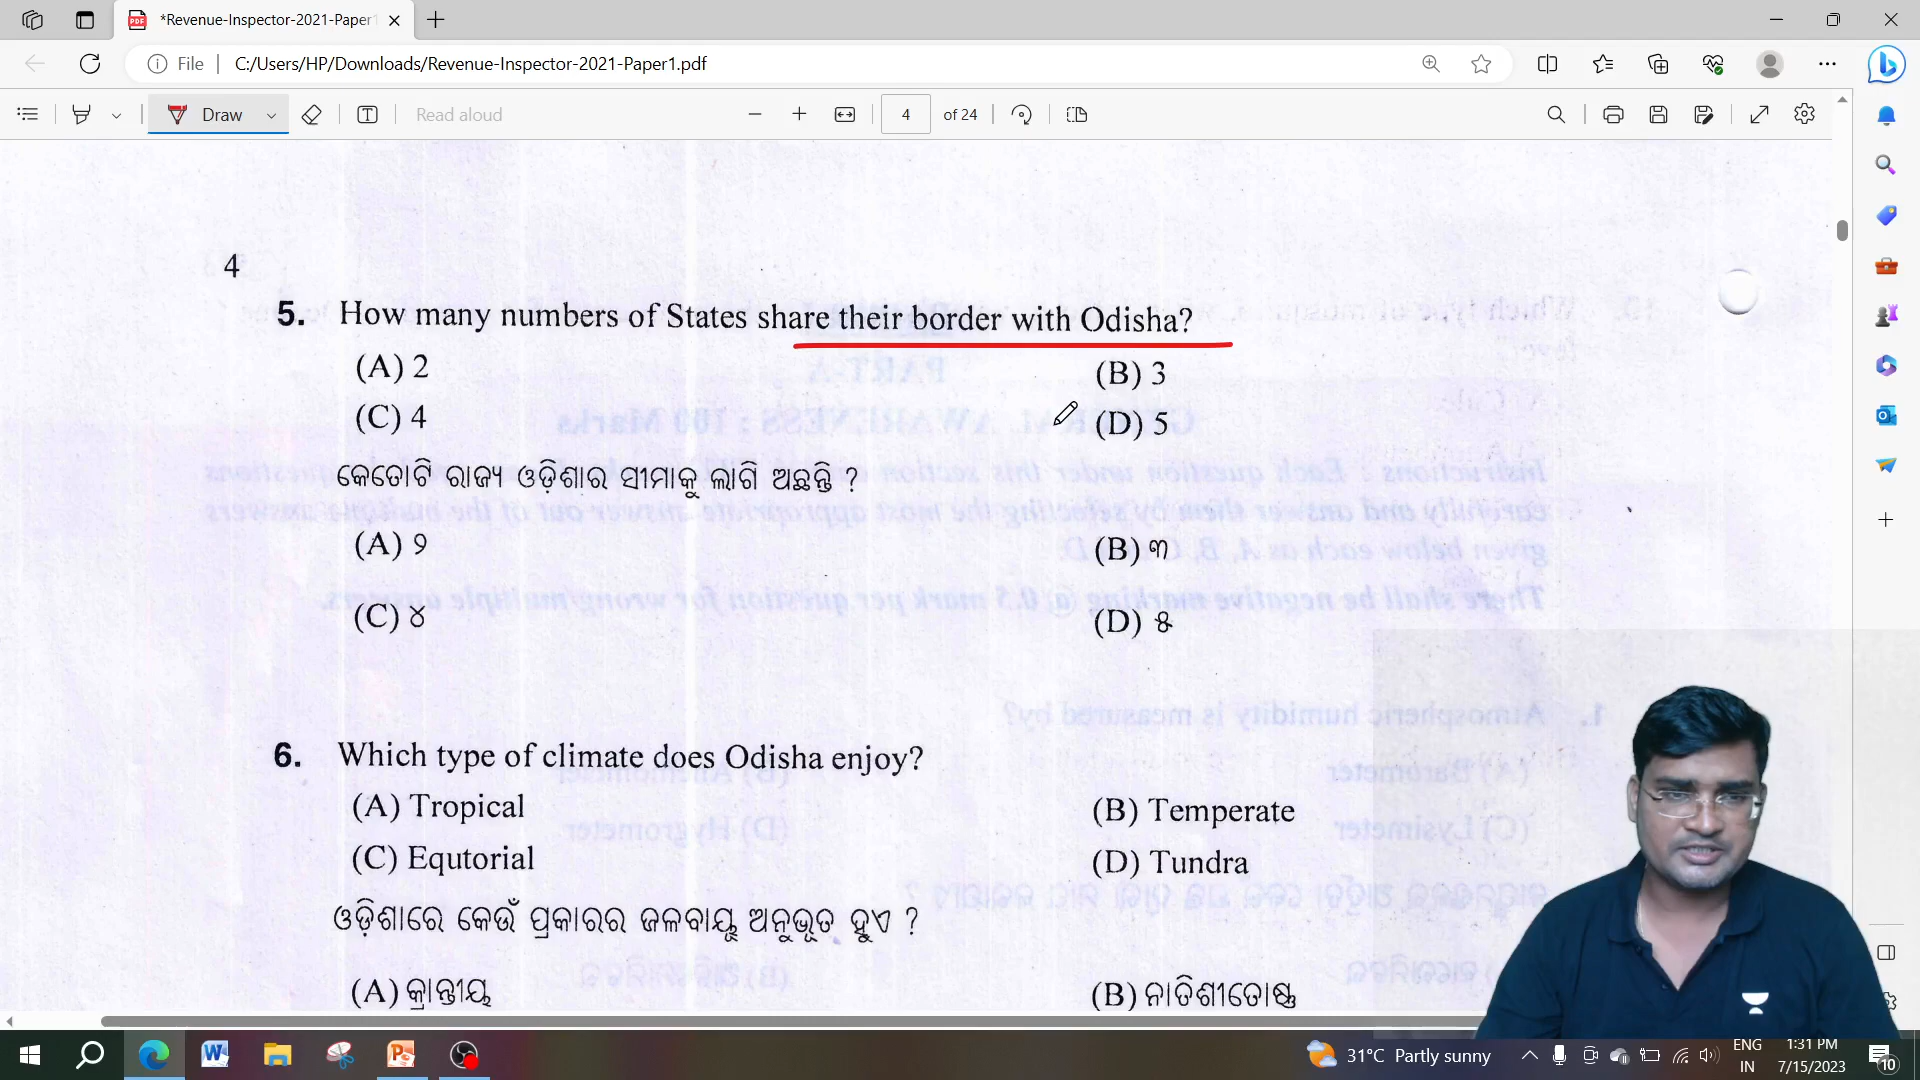 *Revenue-Inspector-2021-Paper1
File
C:/Users/HP/Downloads/Revenue-Inspector-2021-Paper1.pdf
Draw
Read aloud
4 of 24
4
5. How many numbers of States share their border with Odisha?
(A) 2
(B) 3
(C) 4
(D) 5
କେତୋଟି ରାଜ୍ୟ ଓଡ଼ିଶାର ସୀମାକୁ ଲାଗି ଅଛନ୍ତି ?
(A) ୨
(B) ୩
(C) ୪
(D) ୫
6. Which type of climate does Odisha enjoy?
(A) Tropical
(B) Temperate
(C) Equtorial
(D) Tundra
ଓଡ଼ିଶାରେ କେଉଁ ପ୍ରକାରର ଜଳବାୟୁ ଅନୁଭୂତ ହୁଏ ?
(A) କ୍ରାନ୍ତୀୟ
(B) ନାତିଶୀତୋଷ୍ଣ
31°C Partly sunny
ENG
IN
1:31 PM
7/15/2023
10